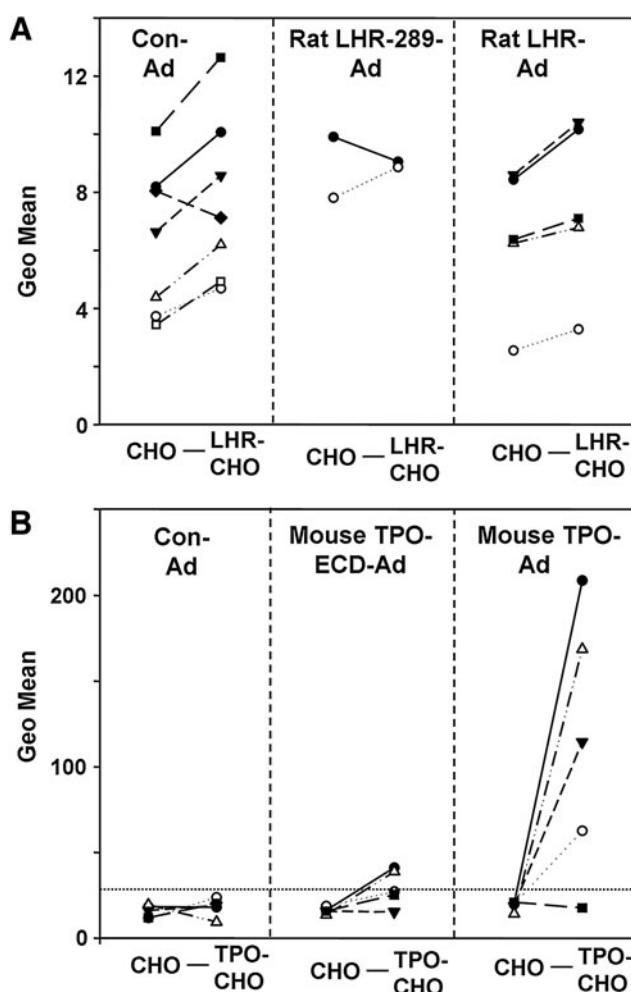 A
Con-
Ad
Rat LHR-289-
Ad
Rat LHR-
Ad
12
8
4
0
Geo Mean
CHO — LHR-
CHO
CHO — LHR-
CHO
CHO — LHR-
CHO
B
Con-
Ad
Mouse TPO-
ECD-Ad
Mouse TPO-
Ad
200
100
0
Geo Mean
CHO — TPO-
CHO
CHO — TPO-
CHO
CHO — TPO-
CHO